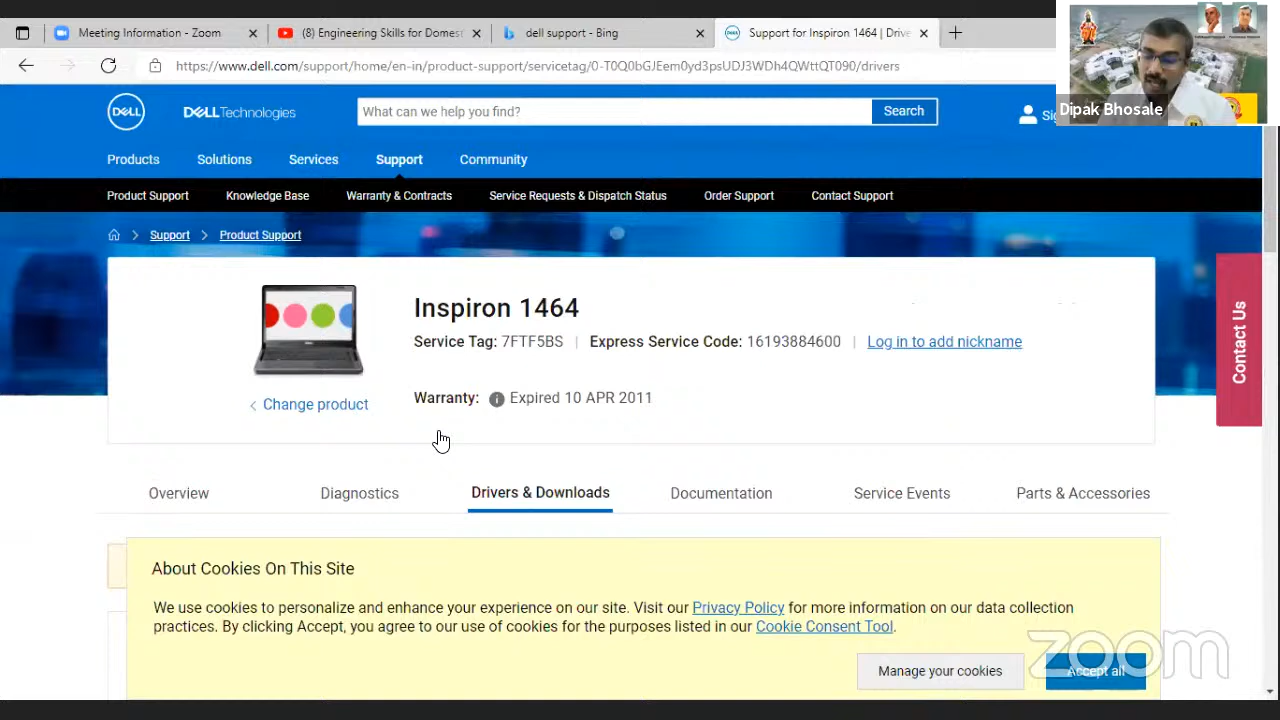 Meeting Information - Zoom
(8) Engineering Skills for Domest
dell support - Bing
Support for Inspiron 1464 | Drive
https://www.dell.com/support/home/en-in/product-support/servicetag/0-T0Q0bGJEem0yd3psUDJ3WDh4QWttQT090/drivers
Dipak Bhosale
DELL
DELLTechnologies
What can we help you find?
Search
Products
Solutions
Services
Support
Community
Product Support
Knowledge Base
Warranty & Contracts
Service Requests & Dispatch Status
Order Support
Contact Support
Support
Product Support
Inspiron 1464
Service Tag: 7FTF5BS | Express Service Code: 16193884600 | Log in to add nickname
Warranty: Expired 10 APR 2011
Change product
Contact Us
Overview
Diagnostics
Drivers & Downloads
Documentation
Service Events
Parts & Accessories
About Cookies On This Site
We use cookies to personalize and enhance your experience on our site. Visit our Privacy Policy for more information on our data collection
practices. By clicking Accept, you agree to our use of cookies for the purposes listed in our Cookie Consent Tool.
Manage your cookies
Accept all
zoom